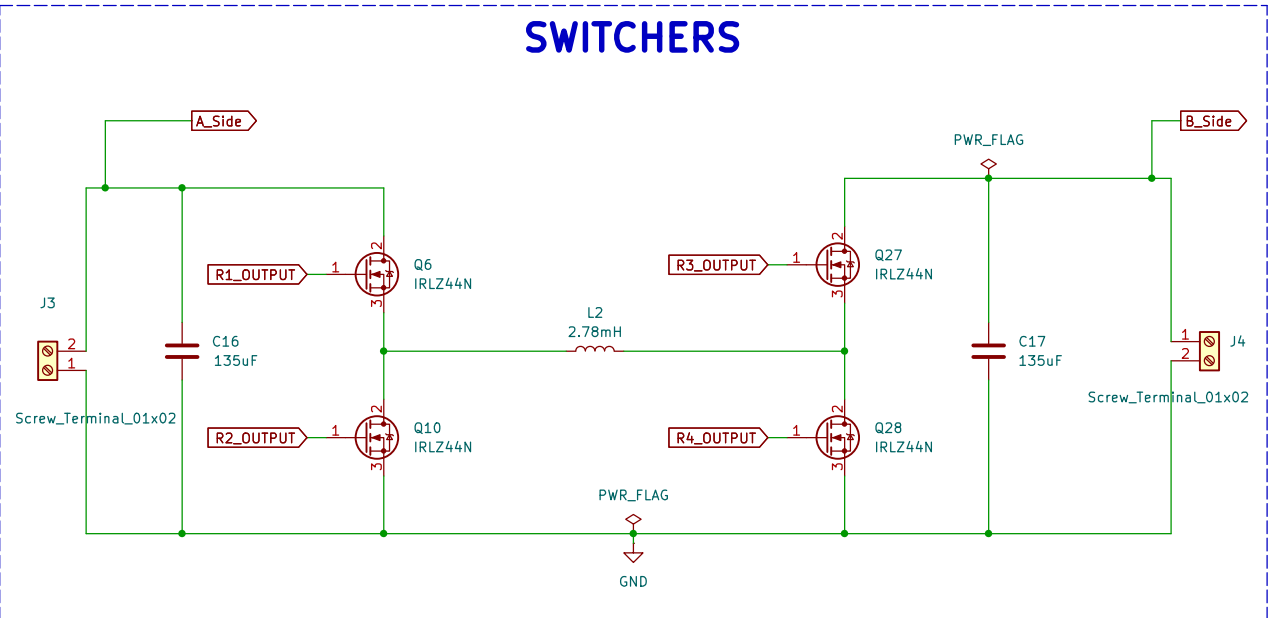 SWITCHERS
A_Side
B_Side
PWR_FLAG
2
R1_OUTPUT
1
Q6
IRLZ44N
3
2
R3_OUTPUT
1
Q27
IRLZ44N
3
J3
2
1
Screw_Terminal_01x02
C16
135uF
L2
2.78mH
C17
135uF
1
2
J4
Screw_Terminal_01x02
2
R2_OUTPUT
1
Q10
IRLZ44N
3
2
R4_OUTPUT
1
Q28
IRLZ44N
3
PWR_FLAG
GND